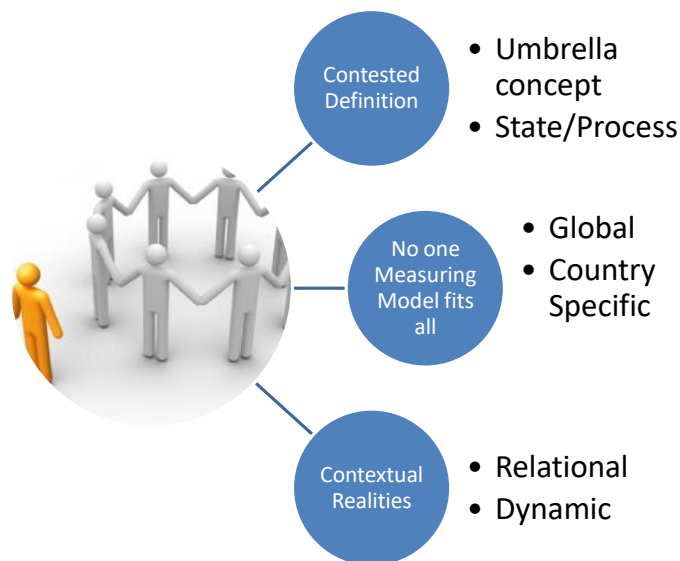 Contested
Definition
• Umbrella
concept
• State/Process
No one
Measuring
Model fits
all
• Global
• Country
Specific
Contextual
Realities
• Relational
• Dynamic